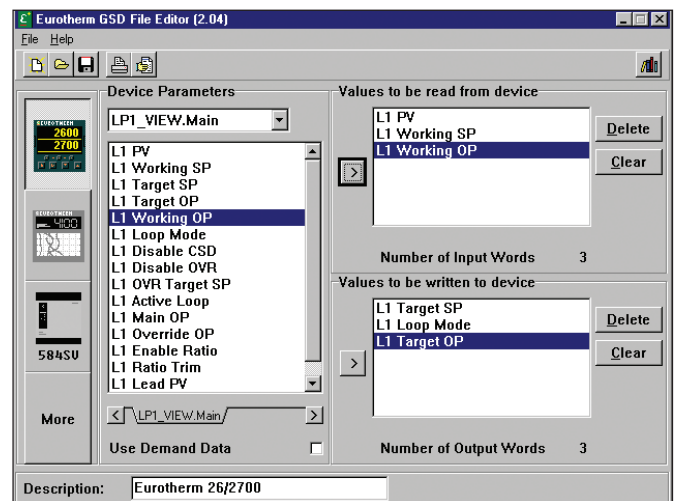 Eurotherm GSD File Editor (2.04)
File Help
Device Parameters
LP1_VIEW.Main
L1 PV
L1 Working SP
L1 Target SP
L1 Target OP
L1 Working OP
L1 Loop Mode
L1 Disable CSD
L1 Disable OVR
L1 OVR Target SP
L1 Active Loop
L1 Main OP
L1 Override OP
L1 Enable Ratio
L1 Ratio Trim
L1 Lead PV
LP1_VIEW.Main
Use Demand Data
Values to be read from device
L1 PV
L1 Working SP
L1 Working OP
Delete
Clear
Number of Input Words 3
Values to be written to device
L1 Target SP
L1 Loop Mode
L1 Target OP
Delete
Clear
Number of Output Words 3
EUROTHERM
2600
2700
EUROTHERM
4100
584SV
More
Description: Eurotherm 26/2700